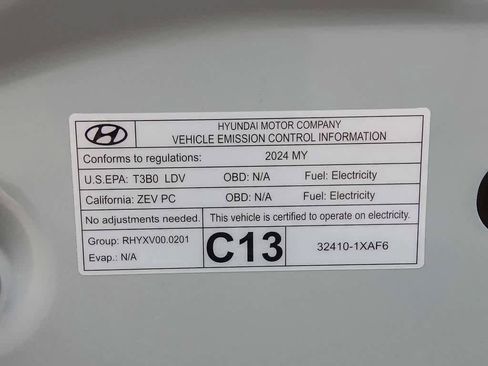 HYUNDAI MOTOR COMPANY
VEHICLE EMISSION CONTROL INFORMATION
Conforms to regulations: 2024 MY
U.S.EPA: T3B0 LDV OBD: N/A Fuel: Electricity
California: ZEV PC OBD: N/A Fuel: Electricity
No adjustments needed. This vehicle is certified to operate on electricity.
Group: RHYXV00.0201
Evap.: N/A
C13
32410-1XAF6